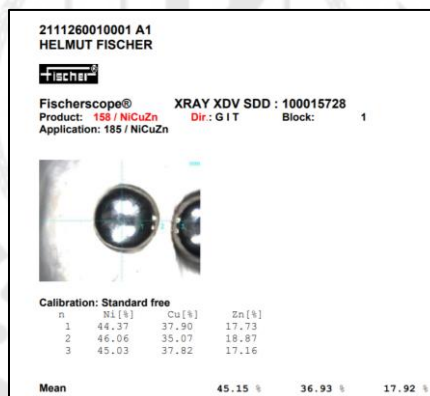 2111260010001 A1
HELMUT FISCHER
fischer
Fischerscope® XRAY XDV SDD : 100015728
Product: 158 / NiCuZn Dir.: G I T Block: 1
Application: 185 / NiCuZn
Calibration: Standard free
n Ni[%] Cu[%] Zn[%]
1 44.37 37.90 17.73
2 46.06 35.07 18.87
3 45.03 37.82 17.16
Mean 45.15 % 36.93 % 17.92 %